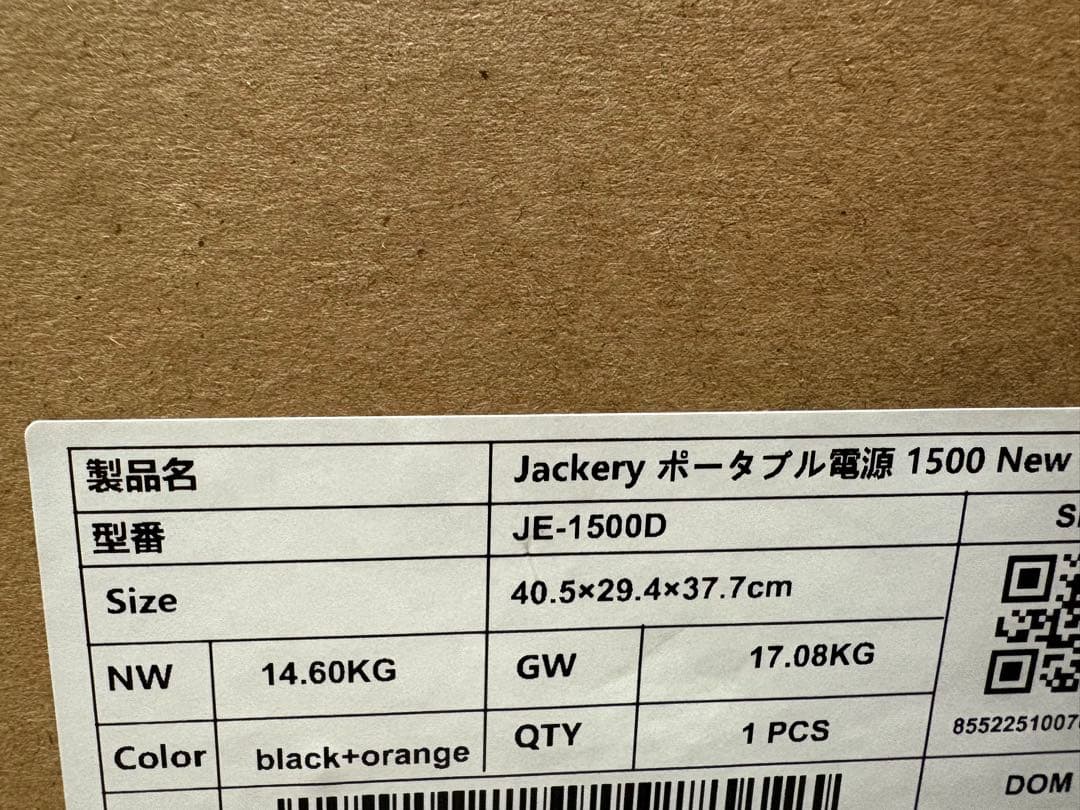 製品名 Jackery ポータブル電源 1500 New
型番 JE-1500D
Size 40.5×29.4×37.7cm
NW 14.60KG GW 17.08KG
Color black+orange QTY 1 PCS
85522510070
DOM